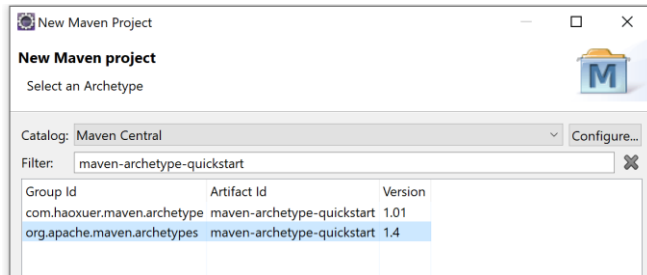 New Maven Project
New Maven project
Select an Archetype
M
Catalog: Maven Central Configure...
Filter: maven-archetype-quickstart
Group Id Artifact Id Version
com.haoxuer.maven.archetype maven-archetype-quickstart 1.01
org.apache.maven.archetypes maven-archetype-quickstart 1.4